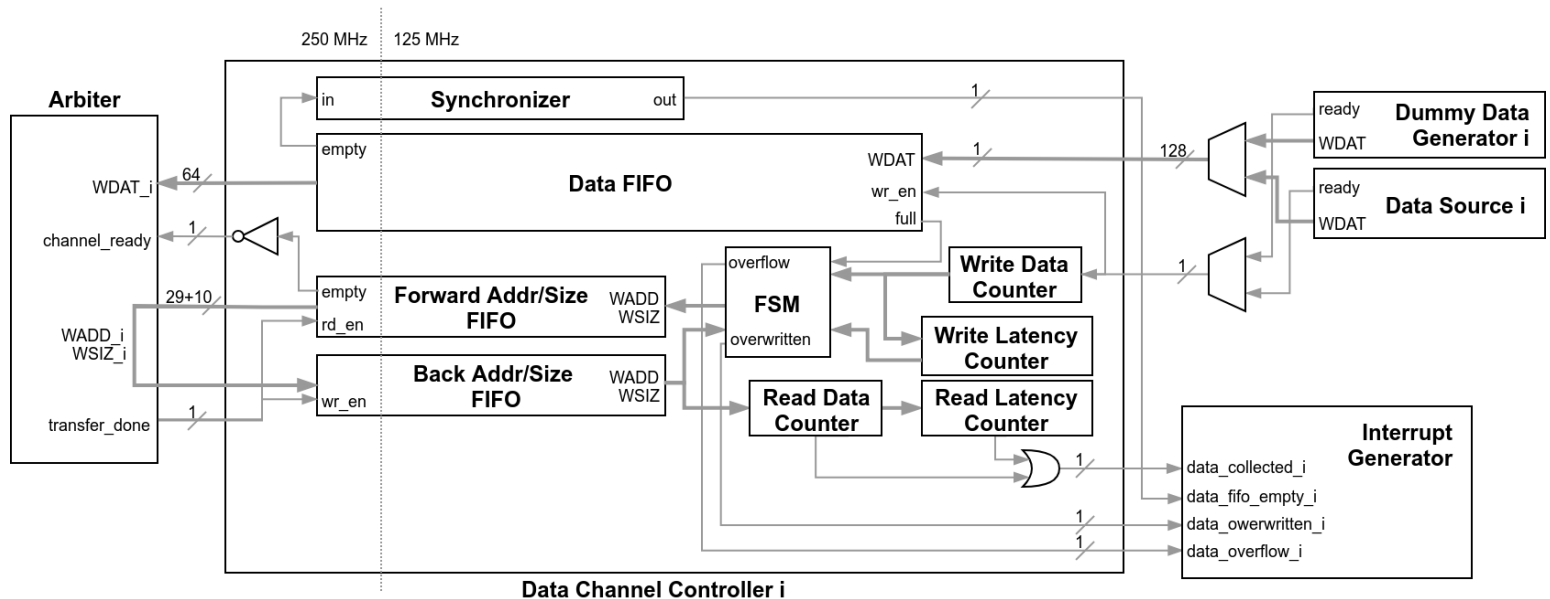 250 MHz
125 MHz
Arbiter
in
Synchronizer
out
1
ready
Dummy Data
Generator i
WDAT
empty
Data FIFO
WDAT
1
128
wr_en
full
ready
Data Source i
WDAT
WDAT_i
64
channel_ready
1
overflow
FSM
overwritten
Write Data
Counter
1
empty
Forward Addr/Size
FIFO
WADD
WSIZ
rd_en
29+10
WADD_i
WSIZ_i
Write Latency
Counter
Back Addr/Size
FIFO
WADD
WSIZ
wr_en
Read Data
Counter
Read Latency
Counter
transfer_done
1
Interrupt
Generator
1
data_collected_i
data_fifo_empty_i
1
data_owerwritten_i
1
data_overflow_i
Data Channel Controller i